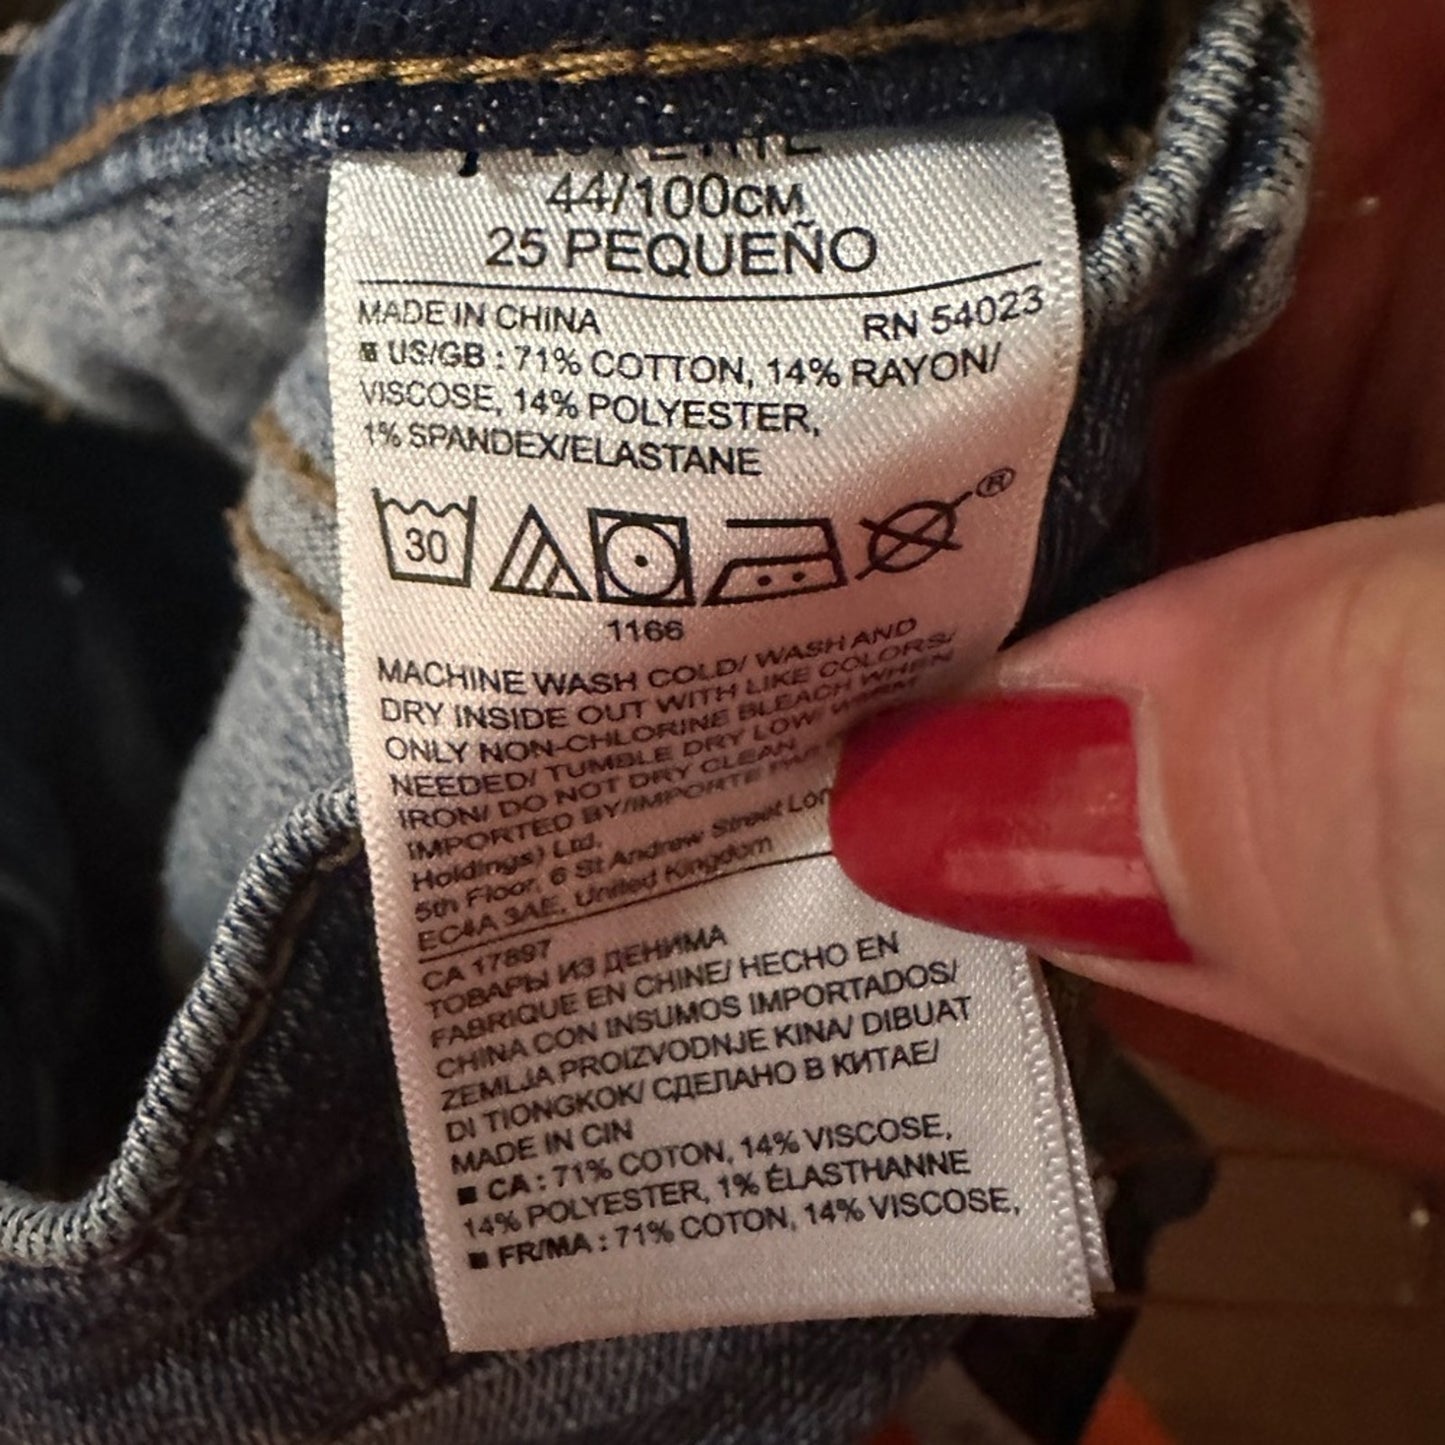 44/100CM
25 PEQUEÑO
MADE IN CHINA RN 54023
■ US/GB : 71% COTTON, 14% RAYON/
VISCOSE, 14% POLYESTER,
1% SPANDEX/ELASTANE
30 ®
1166
MACHINE WASH COLD/ WASH AND
DRY INSIDE OUT WITH LIKE COLORS/
ONLY NON-CHLORINE BLEACH WHEN
NEEDED/ TUMBLE DRY LOW/ WARM
IRON/ DO NOT DRY CLEAN
IMPORTED BY/IMPORTE PAR
Holdings) Ltd.
5th Floor, 6 St Andrew Street
EC4A 3AE, United Kingdom
CA 17897
ТОВАРЫ ИЗ ДЕНИМА
FABRIQUE EN CHINE/ HECHO EN
CHINA CON INSUMOS IMPORTADOS/
ZEMLJA PROIZVODNJE KINA/ DIBUAT
DI TIONGKOK/ СДЕЛАНО В КИТАЕ/
MADE IN CIN
■ CA : 71% COTON, 14% VISCOSE,
14% POLYESTER, 1% ÉLASTHANNE
■ FR/MA : 71% COTON, 14% VISCOSE,